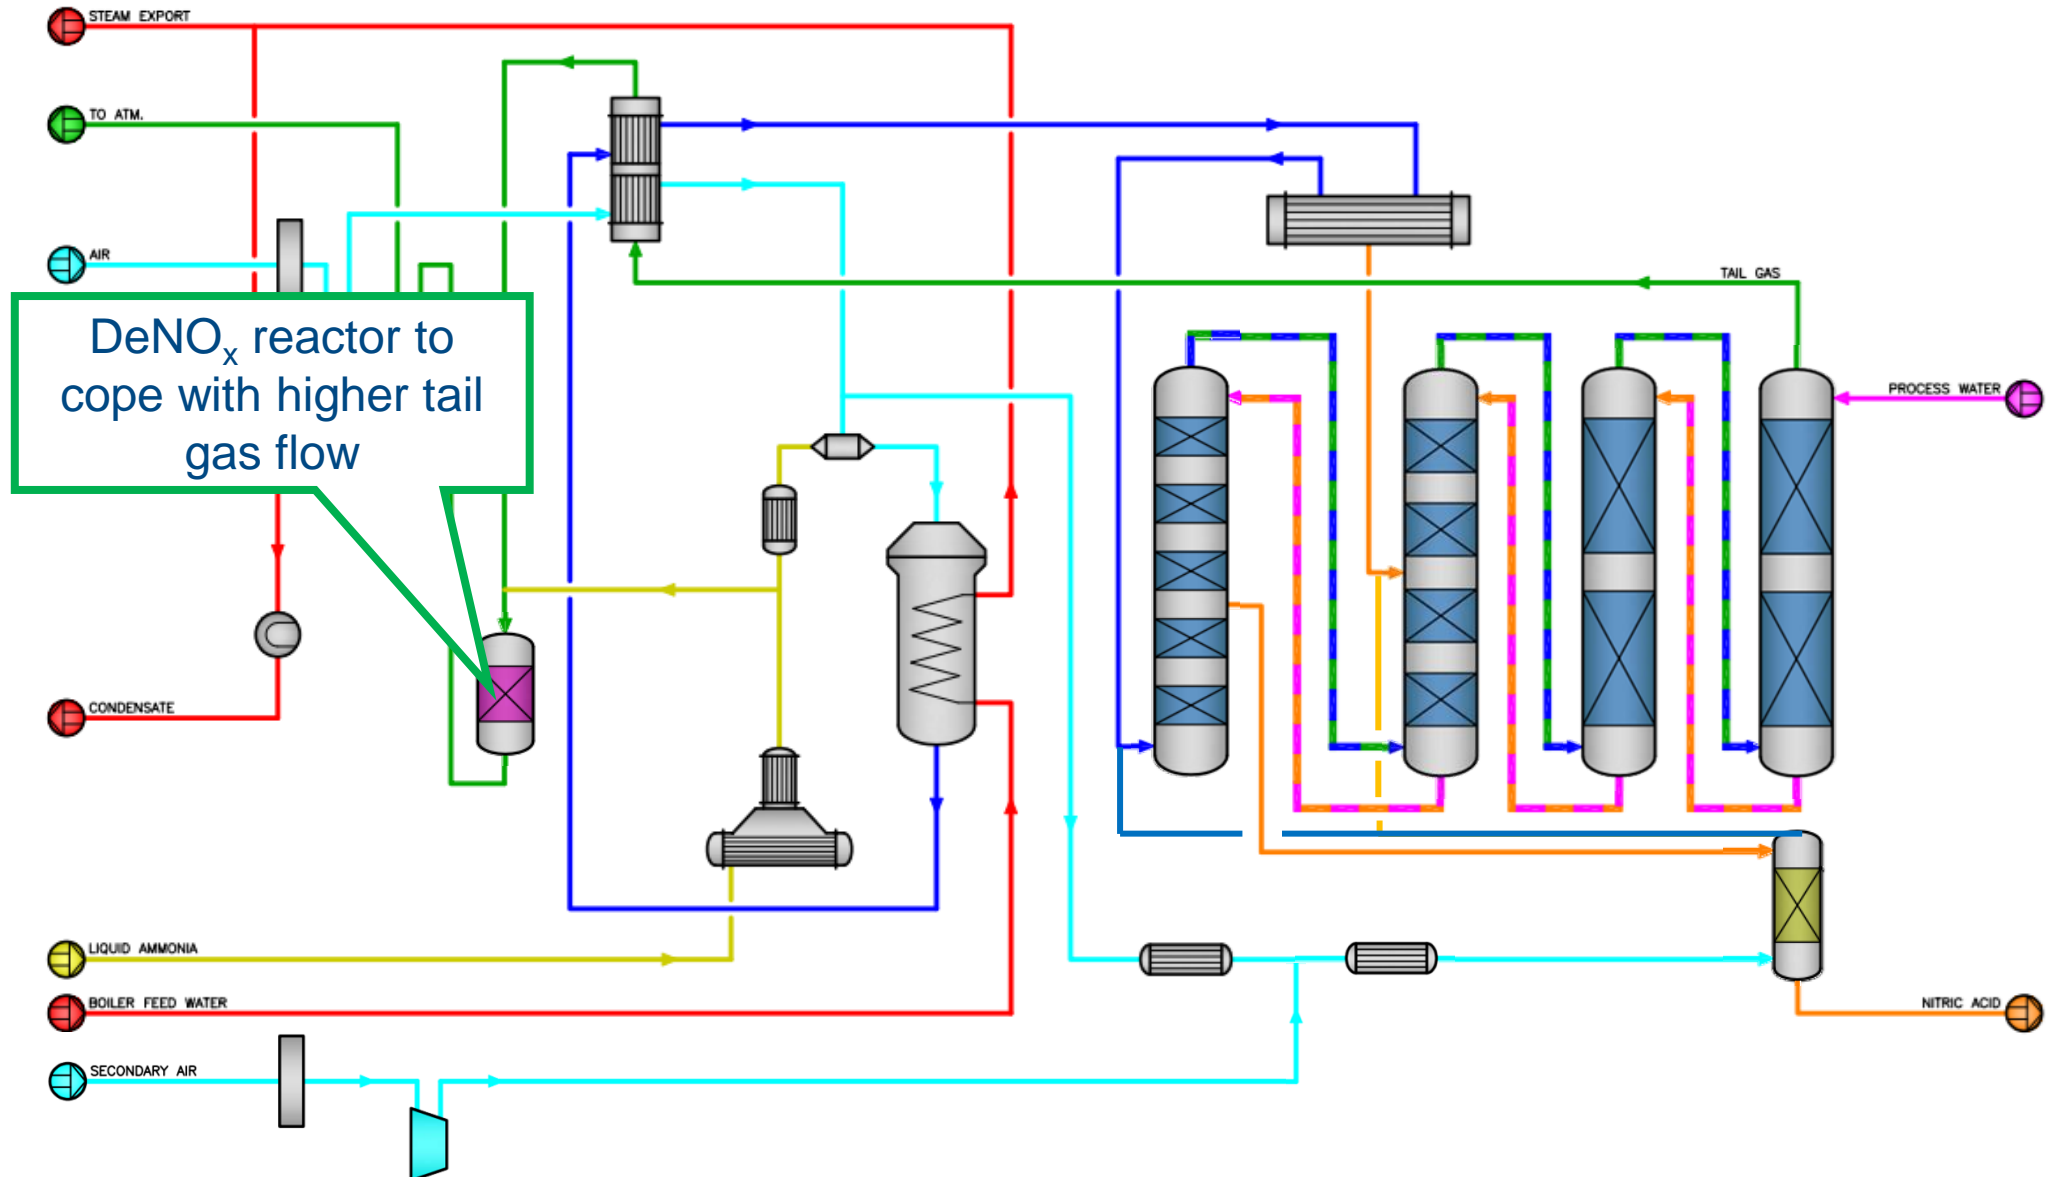 STEAM EXPORT
TO ATM.
AIR
TAIL GAS
DeNOx reactor to
cope with higher tail
gas flow
PROCESS WATER
CONDENSATE
LIQUID AMMONIA
BOILER FEED WATER
NITRIC ACID
SECONDARY AIR